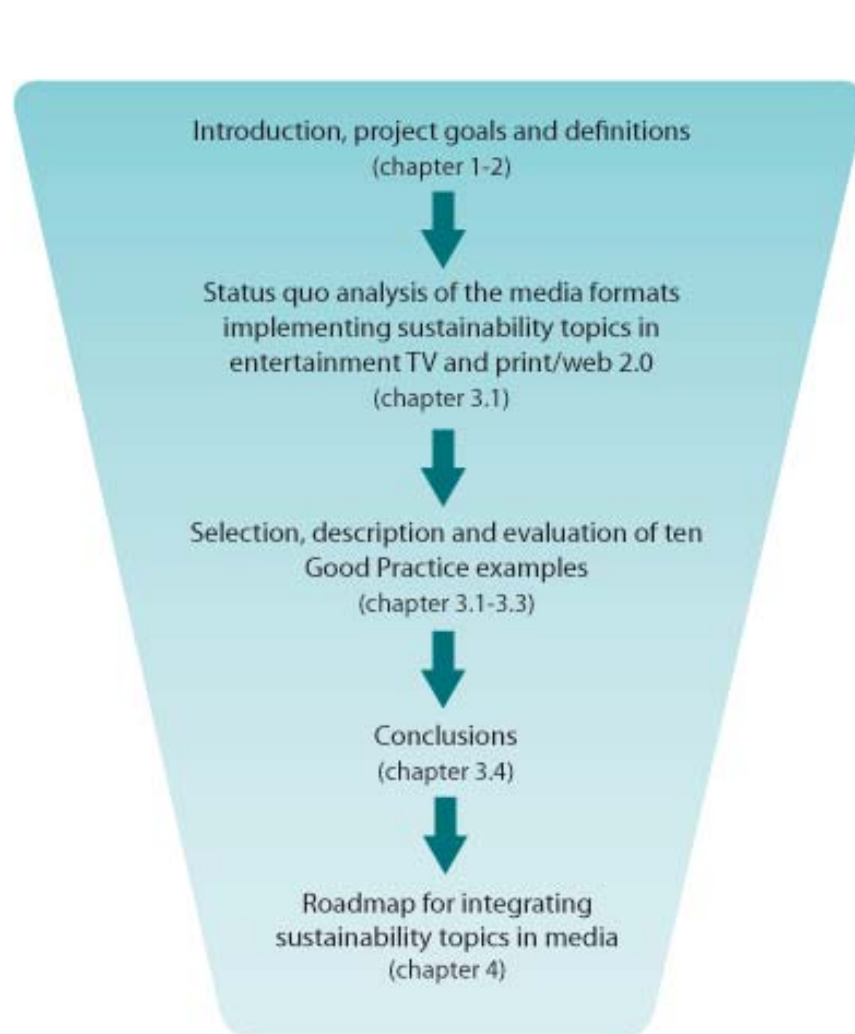 Introduction, project goals and definitions
(chapter 1-2)
Status quo analysis of the media formats
implementing sustainability topics in
entertainment TV and print/web 2.0
(chapter 3.1)
Selection, description and evaluation of ten
Good Practice examples
(chapter 3.1-3.3)
Conclusions
(chapter 3.4)
Roadmap for integrating
sustainability topics in media
(chapter 4)